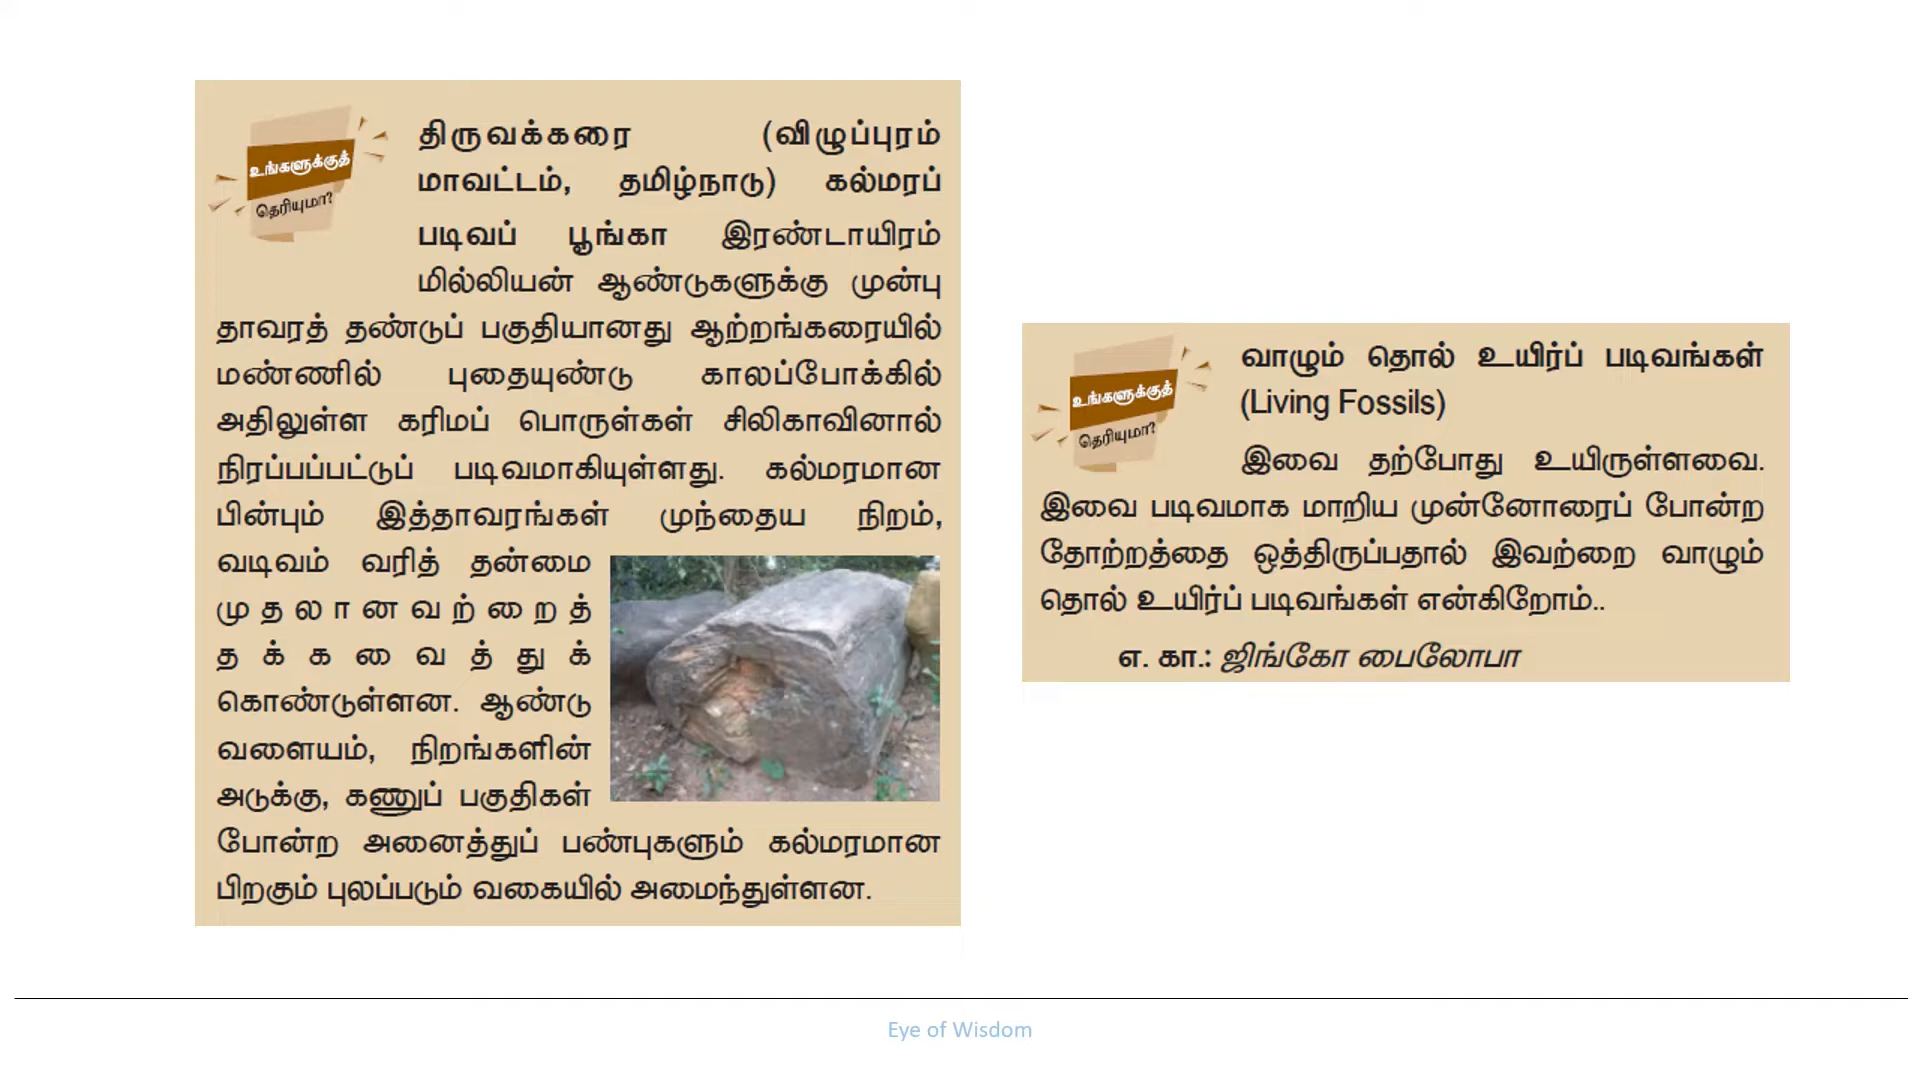 உங்களுக்குத்
தெரியுமா?
திருவக்கரை (விழுப்புரம்
மாவட்டம், தமிழ்நாடு) கல்மரப்
படிவப் பூங்கா இரண்டாயிரம்
மில்லியன் ஆண்டுகளுக்கு முன்பு
தாவரத் தண்டுப் பகுதியானது ஆற்றங்கரையில்
மண்ணில் புதையுண்டு காலப்போக்கில்
அதிலுள்ள கரிமப் பொருள்கள் சிலிகாவினால்
நிரப்பப்பட்டுப் படிவமாகியுள்ளது. கல்மரமான
பின்பும் இத்தாவரங்கள் முந்தைய நிறம்,
வடிவம் வரித் தன்மை
முதலானவற்றைத்
தக்கவைத்துக்
கொண்டுள்ளன. ஆண்டு
வளையம், நிறங்களின்
அடுக்கு, கணுப் பகுதிகள்
போன்ற அனைத்துப் பண்புகளும் கல்மரமான
பிறகும் புலப்படும் வகையில் அமைந்துள்ளன.
உங்களுக்குத்
தெரியுமா?
வாழும் தொல் உயிர்ப் படிவங்கள்
(Living Fossils)
இவை தற்போது உயிருள்ளவை.
இவை படிவமாக மாறிய முன்னோரைப் போன்ற
தோற்றத்தை ஒத்திருப்பதால் இவற்றை வாழும்
தொல் உயிர்ப் படிவங்கள் என்கிறோம்..
எ. கா.: ஜிங்கோ பைலோபா
Eye of Wisdom